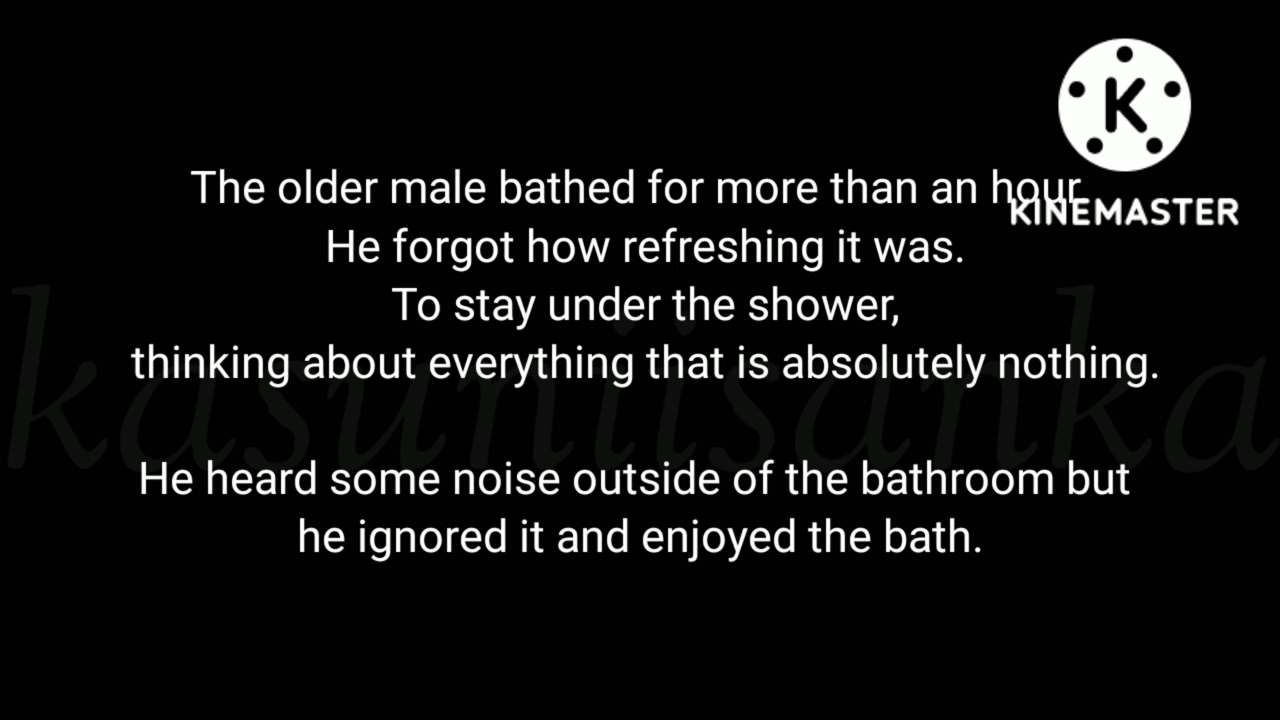 The older male bathed for more than an hour
KINEMASTER
He forgot how refreshing it was.
To stay under the shower,
thinking about everything that is absolutely nothing.
kasuniisanka
He heard some noise outside of the bathroom but
he ignored it and enjoyed the bath.